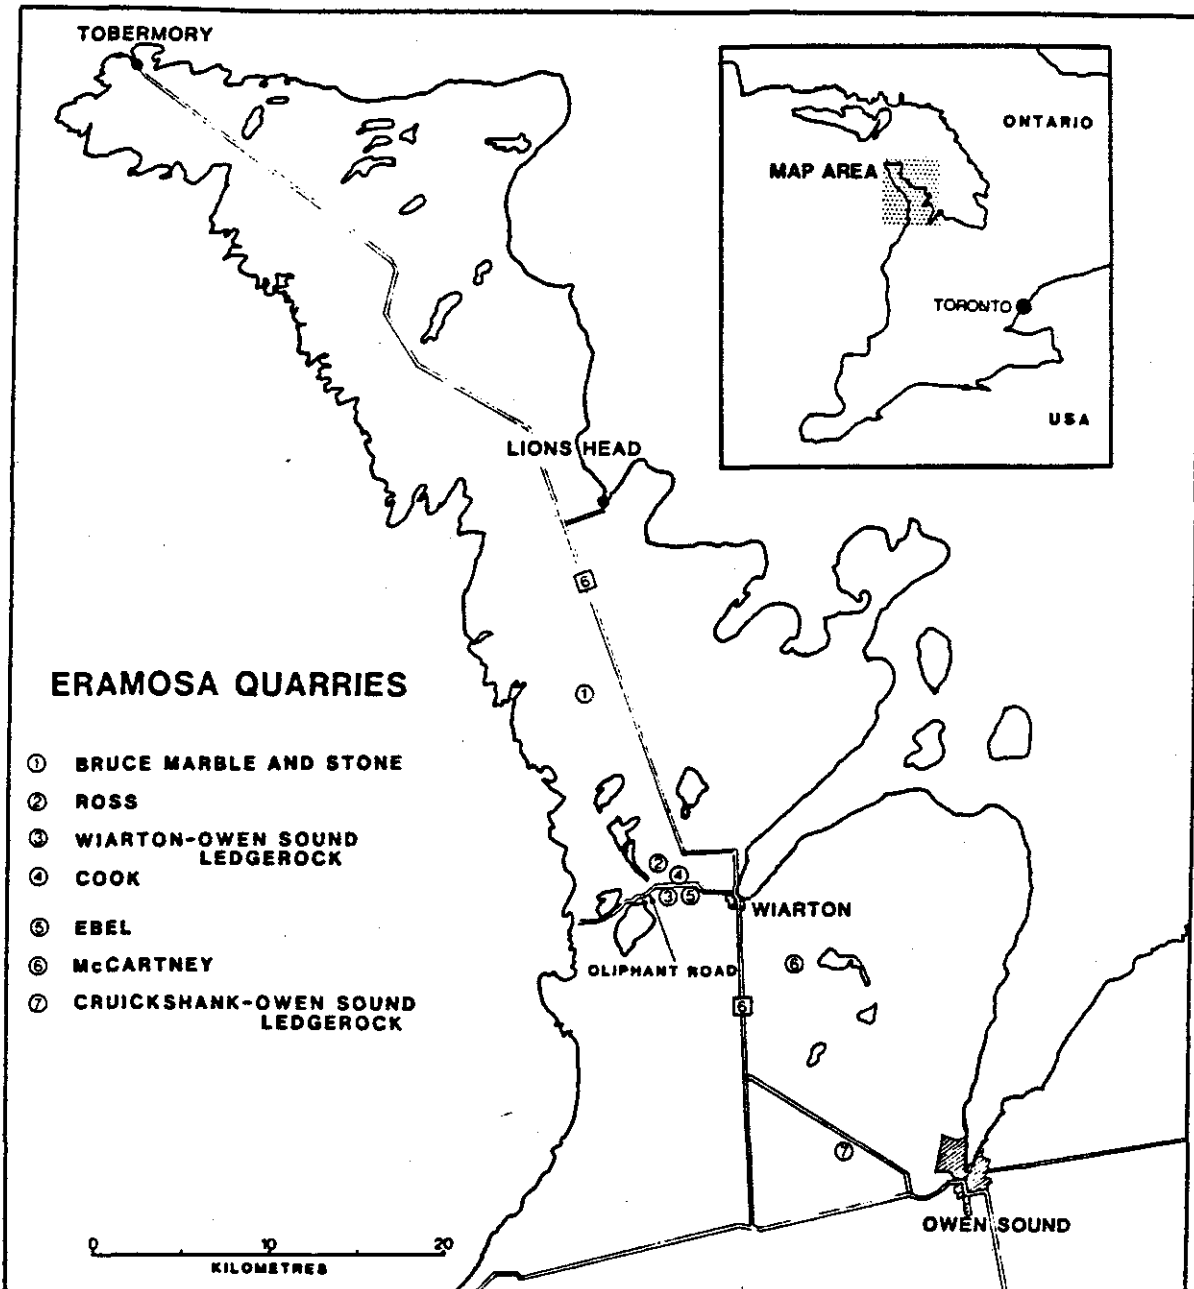 TOBERMORY
ONTARIO
MAP AREA
TORONTO
USA
LIONS HEAD
6
ERAMOSA QUARRIES
1
1 BRUCE MARBLE AND STONE
2 ROSS
3 WIARTON-OWEN SOUND
LEDGEROCK
4 COOK
5 EBEL
6 McCARTNEY
7 CRUICKSHANK-OWEN SOUND
LEDGEROCK
2
4
3 5
WIARTON
OLIPHANT ROAD
6
6
7
OWEN SOUND
0 10 20
KILOMETRES